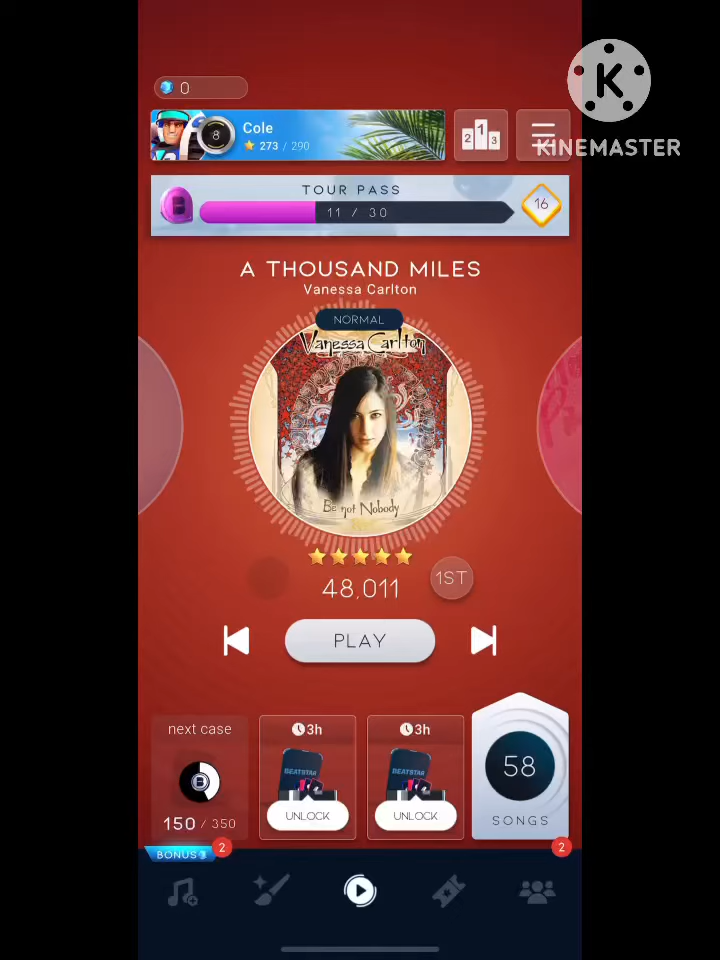 0
K
KINEMASTER
8
Cole
273 / 290
2 1 3
TOUR PASS
B
11 / 30
16
A THOUSAND MILES
Vanessa Carlton
NORMAL
Vanessa Carlton
Be not Nobody
48,011
1ST
PLAY
next case
B
150 / 350
3h
BEATSTAR
UNLOCK
3h
BEATSTAR
UNLOCK
58
SONGS
BONUS
2
2